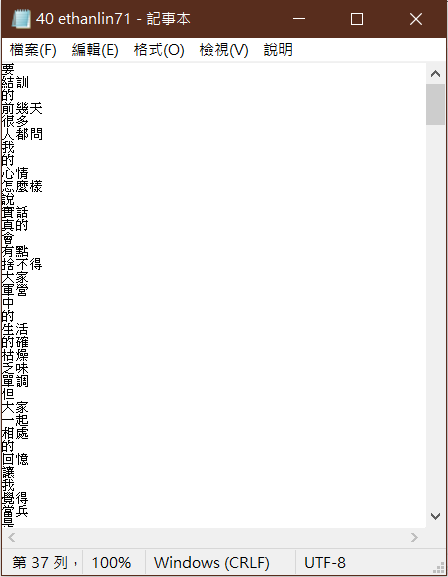 40 ethanlin71 - 記事本
檔案(F) 編輯(E) 格式(O) 檢視(V) 說明
要
結訓
的
前幾天
很多
人都問
我
的
心情
怎麼樣
說
實話
真的
會
有點
捨不得
大家
軍營
中
的
生活
的確
枯燥
乏味
單調
但
大家
一起
相處
的
回憶
讓
我
覺得
當兵
是
第 37 列，
100%
Windows (CRLF)
UTF-8